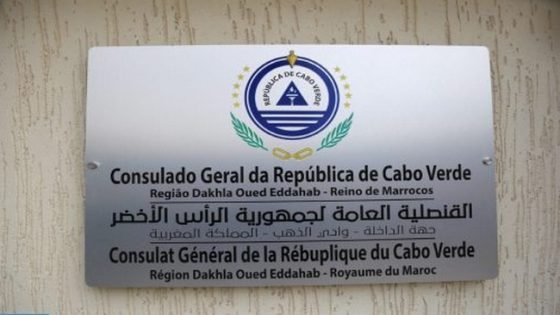 REPÚBLICA DE CABO VERDE
Consulado Geral da República de Cabo Verde
Região Dakhla Oued Eddahab - Reino de Marrocos
القنصلية العامة لجمهورية الرأس الأخضر
جهة الداخلة - وادي الذهب - المملكة المغربية
Consulat Général de la Rébuplique du Cabo Verde
Région Dakhla Oued Eddahab - Royaume du Maroc